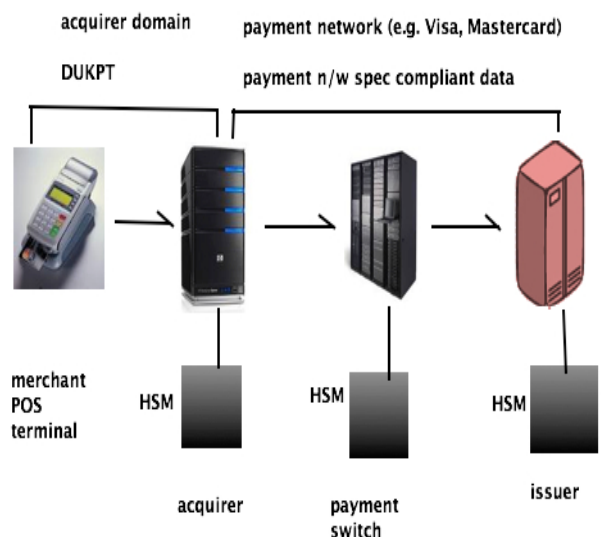 acquirer domain
payment network (e.g. Visa, Mastercard)
DUKPT
payment n/w spec compliant data
merchant
POS
terminal
HSM
HSM
HSM
acquirer
payment
switch
issuer